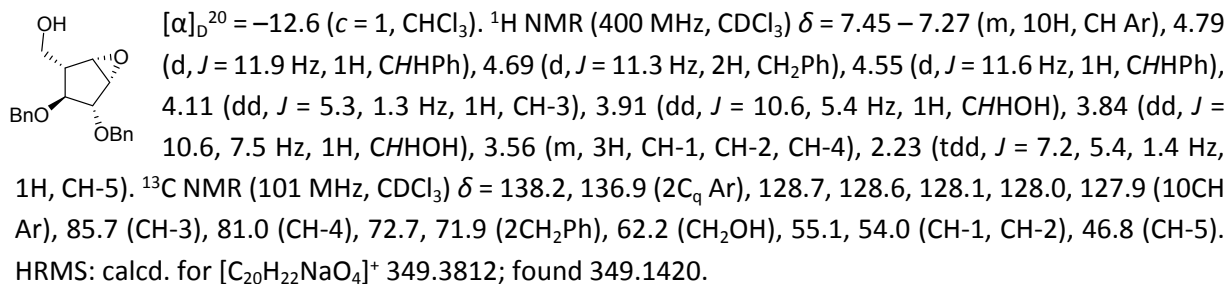 OH
O
BnO
OBn
[α]D²⁰ = –12.6 (c = 1, CHCl₃). ¹H NMR (400 MHz, CDCl₃) δ = 7.45 – 7.27 (m, 10H, CH Ar), 4.79
(d, J = 11.9 Hz, 1H, CHHPh), 4.69 (d, J = 11.3, 2H, CH₂Ph), 4.55 (d, J = 11.6 Hz, 1H, CHHPh),
4.11 (dd, J = 5.3, 1.3 Hz, 1H, CH-3), 3.91 (dd, J = 10.6, 5.4 Hz, 1H, CHHOH), 3.84 (dd, J =
10.6, 7.5 Hz, 1H, CHHOH), 3.56 (m, 3H, CH-1, CH-2, CH-4), 2.23 (tdd, J = 7.2, 5.4, 1.4 Hz,
1H, CH-5). ¹³C NMR (101 MHz, CDCl₃) δ = 138.2, 136.9 (2Cq Ar), 128.7, 128.6, 128.1, 128.0, 127.9 (10CH
Ar), 85.7 (CH-3), 81.0 (CH-4), 72.7, 71.9 (2CH₂Ph), 62.2 (CH₂OH), 55.1, 54.0 (CH-1, CH-2), 46.8 (CH-5).
HRMS: calcd. for [C₂₀H₂₂NaO₄]⁺ 349.3812; found 349.1420.